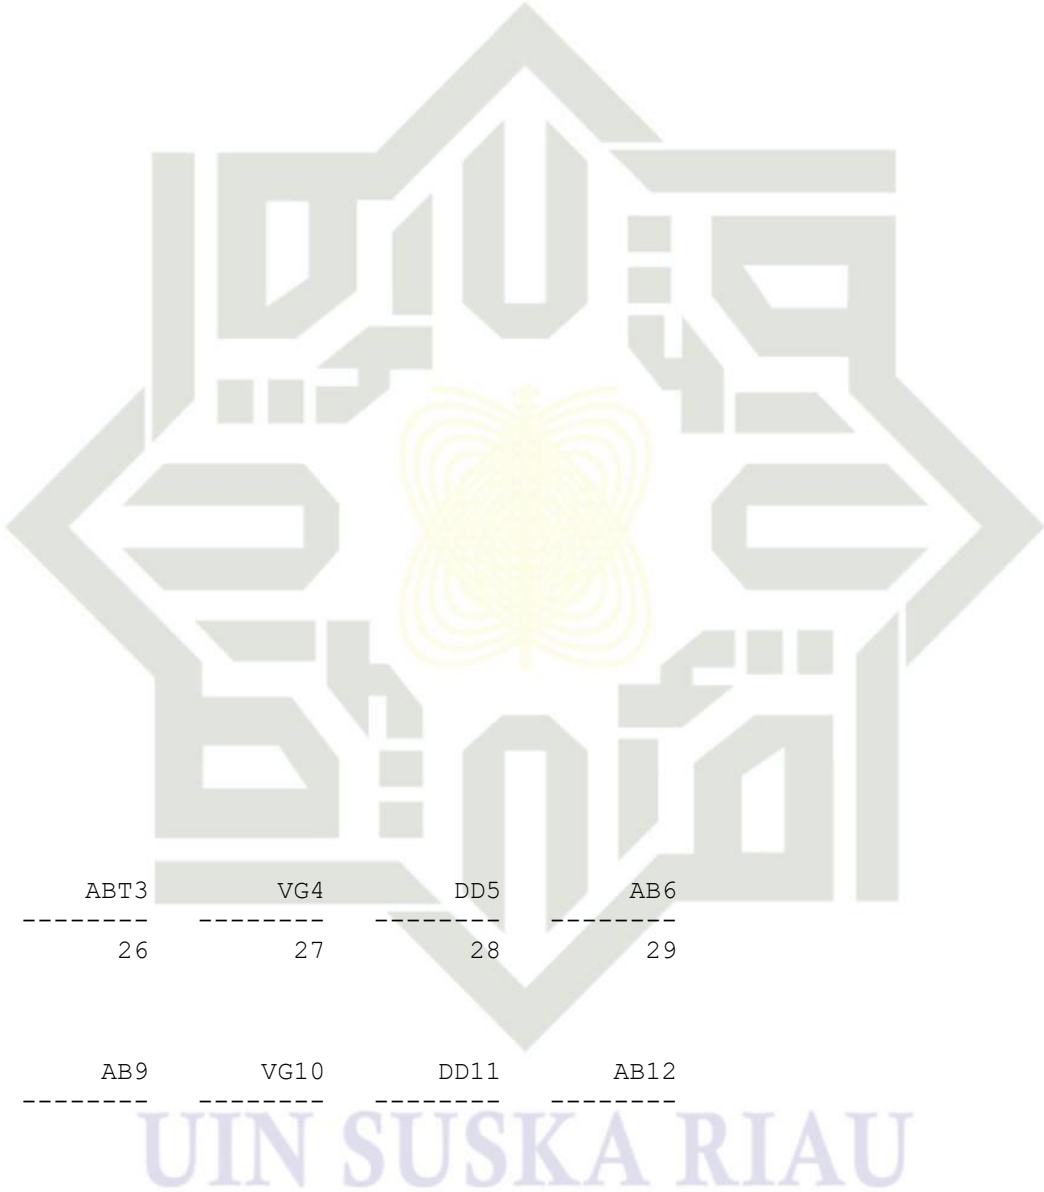 ABT3 VG4 DD5 AB6
-------- -------- -------- --------
26 27 28 29
AB9 VG10 DD11 AB12
-------- -------- -------- --------
UIN SUSKA RIAU